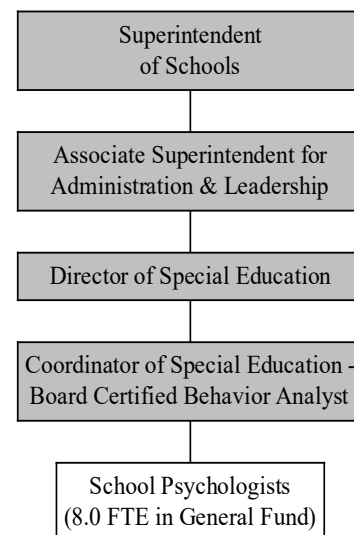 Superintendent
of Schools
Associate Superintendent for
Administration & Leadership
Director of Special Education
Coordinator of Special Education -
Board Certified Behavior Analyst
School Psychologists
(8.0 FTE in General Fund)